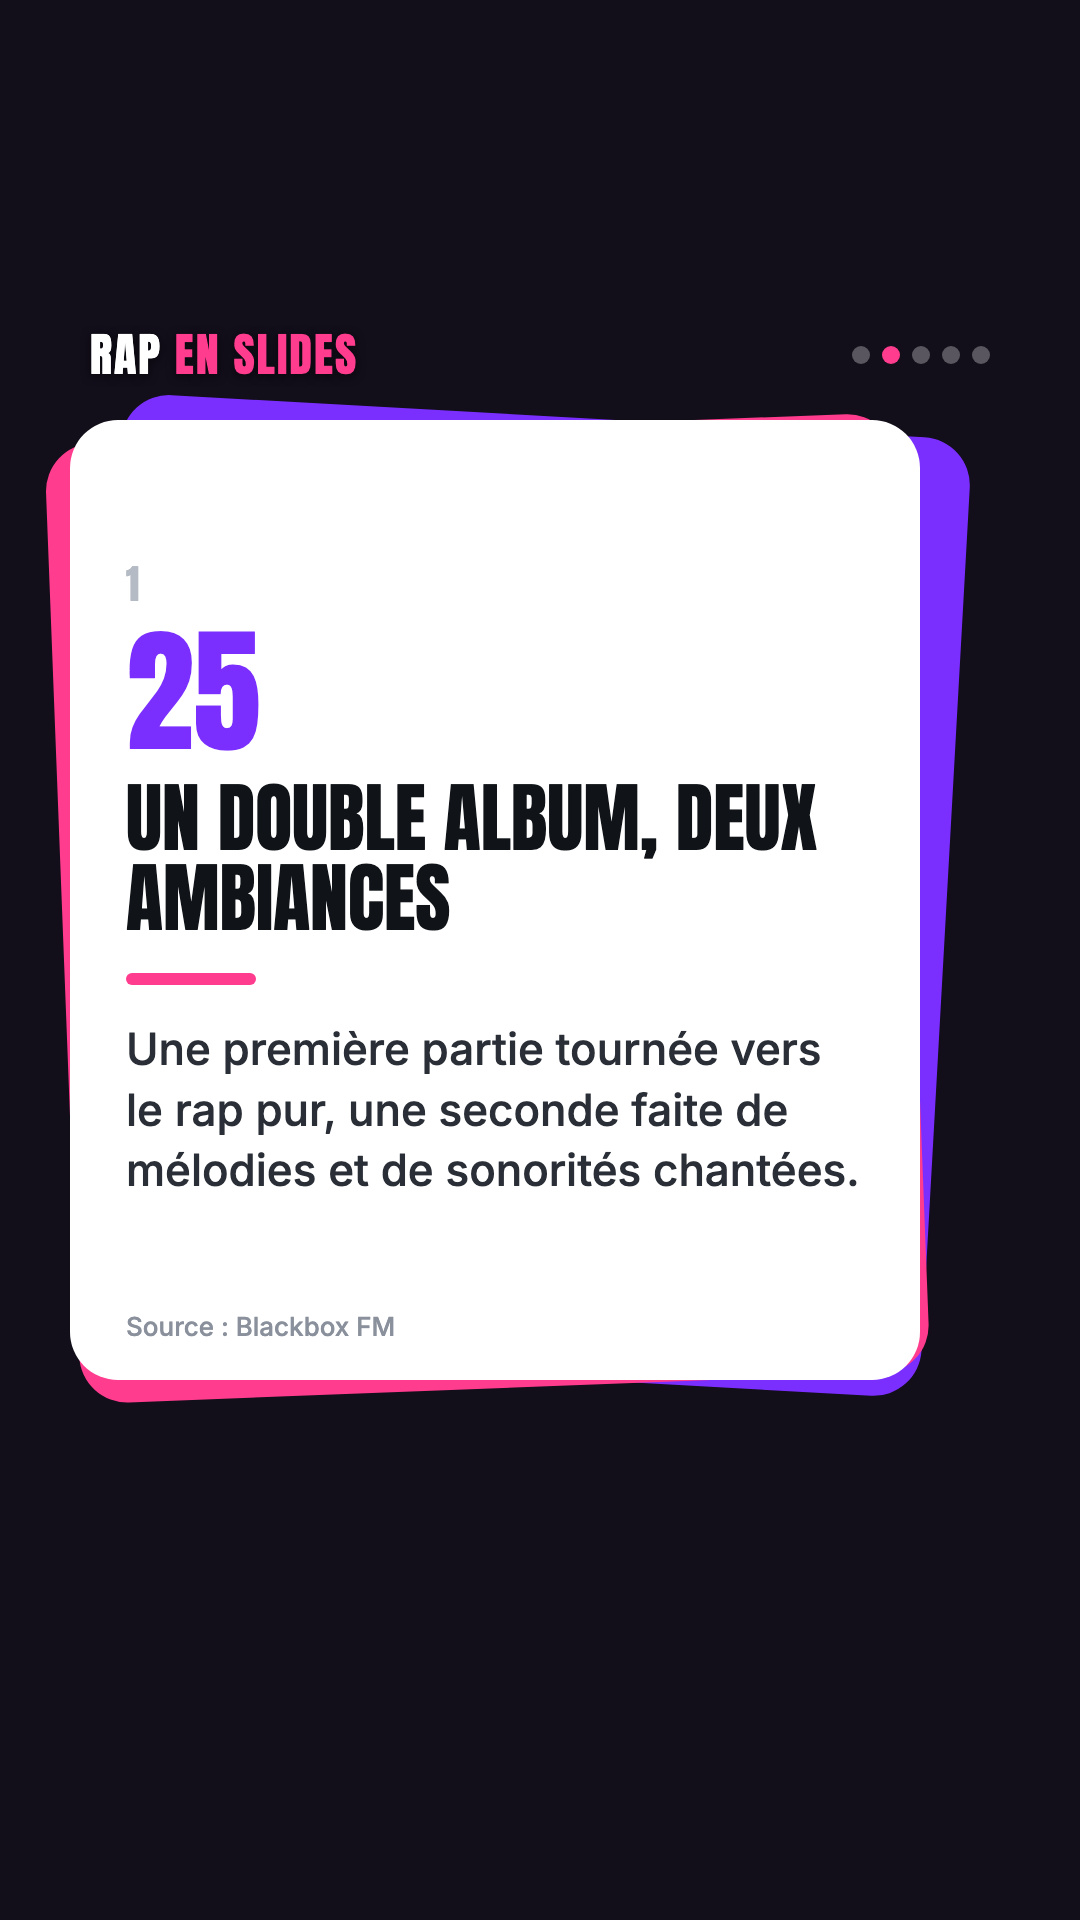 RAP EN SLIDES
1
25
UN DOUBLE ALBUM, DEUX
AMBIANCES
Une première partie tournée vers
le rap pur, une seconde faite de
mélodies et de sonorités chantées.
Source : Blackbox FM